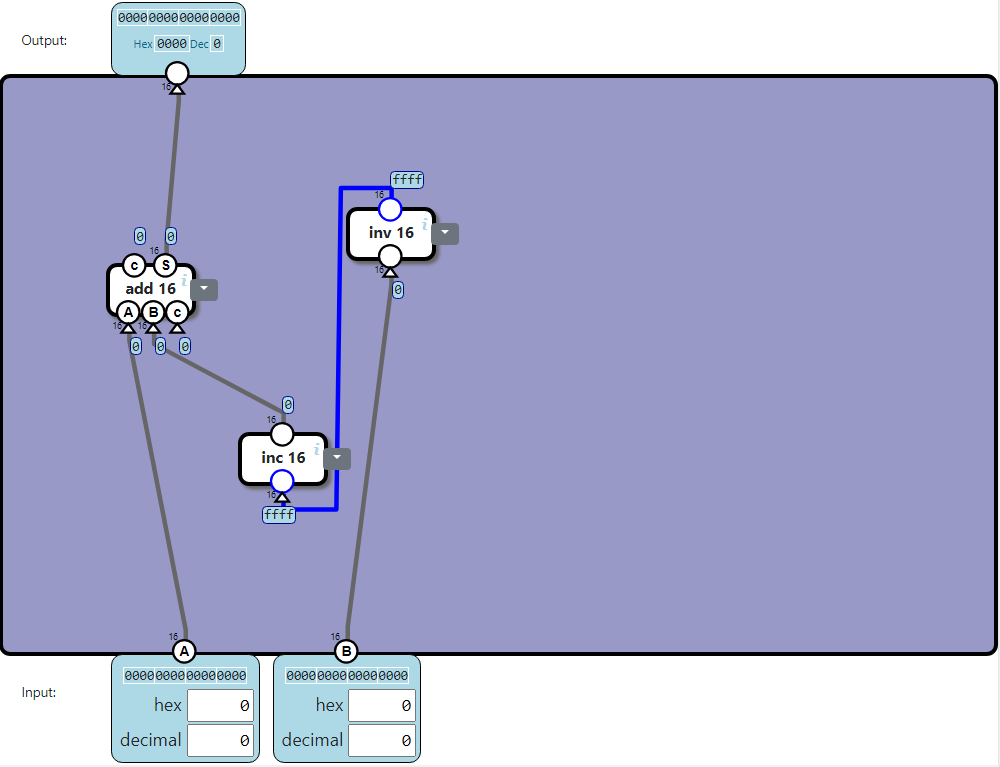 0000000000000000
Output:
Hex 0000 Dec 0
16
ffff
16
0 0
inv 16 i
16
c S
16
add 16 i
0
A B c
16 16
0 0 0
0
16
inc 16 i
16
ffff
16 16
A B
0000000000000000 0000000000000000
Input:
hex 0 hex 0
decimal 0 decimal 0